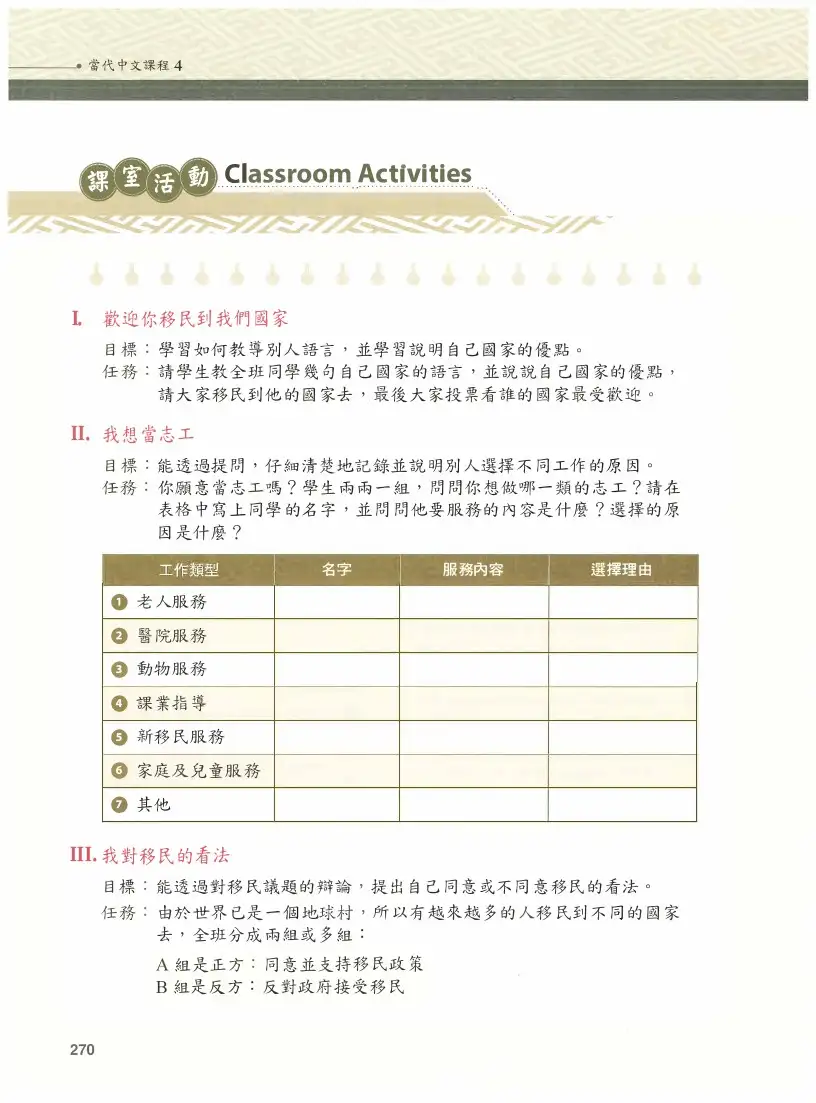 當代中文課程 4
課室活動 Classroom Activities
I. 歡迎你移民到我們國家
目標：學習如何教導別人語言，並學習說明自己國家的優點。
任務：請學生教全班同學幾句自己國家的語言，並說說自己國家的優點，
請大家移民到他的國家去，最後大家投票看誰的國家最受歡迎。
II. 我想當志工
目標：能透過提問，仔細清楚地記錄並說明別人選擇不同工作的原因。
任務：你願意當志工嗎？學生兩兩一組，問問你想做哪一類的志工？請在
表格中寫上同學的名字，並問問他要服務的內容是什麼？選擇的原
因是什麼？
工作類型 名字 服務內容 選擇理由
1 老人服務
2 醫院服務
3 動物服務
4 課業指導
5 新移民服務
6 家庭及兒童服務
7 其他
III. 我對移民的看法
目標：能透過對移民議題的辯論，提出自己同意或不同意移民的看法。
任務：由於世界已是一個地球村，所以有越來越多的人移民到不同的國家
去，全班分成兩組或多組：
A 組是正方：同意並支持移民政策
B 組是反方：反對政府接受移民
270